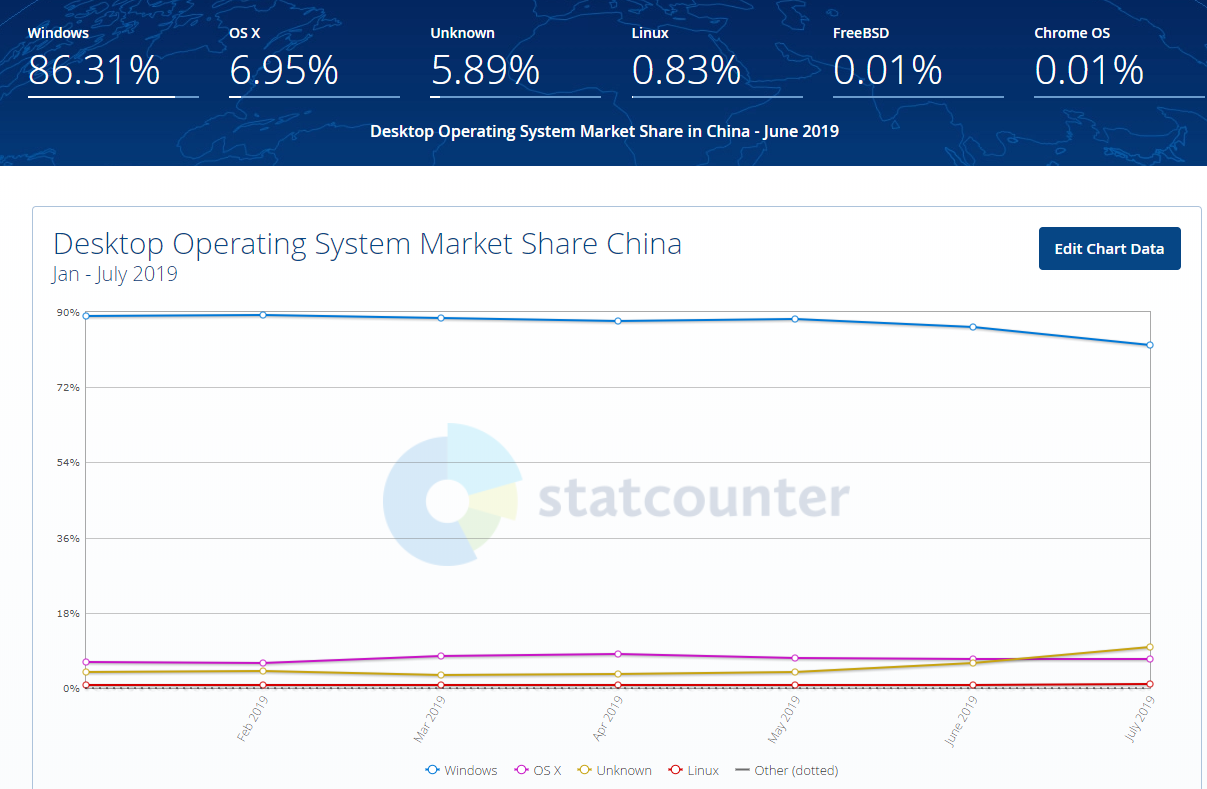 Windows OS X Unknown Linux FreeBSD Chrome OS
86.31% 6.95% 5.89% 0.83% 0.01% 0.01%
Desktop Operating System Market Share in China - June 2019
Desktop Operating System Market Share China
Edit Chart Data
Jan - July 2019
90%
72%
54%
statcounter
36%
18%
0%
Feb 2019 Mar 2019 Apr 2019 May 2019 June 2019 July 2019
Windows OS X Unknown Linux Other (dotted)